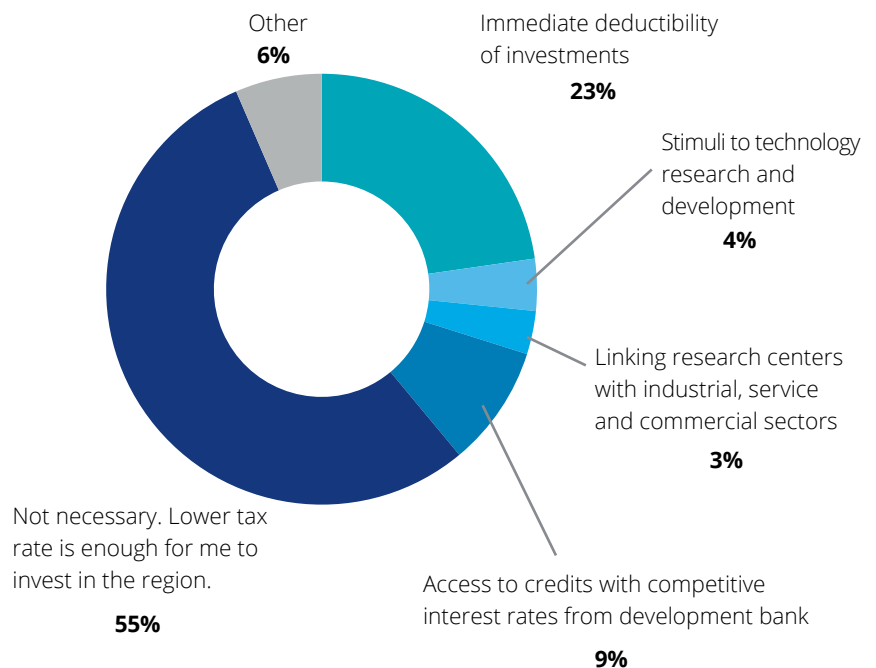 Other
6%
Immediate deductibility
of investments
23%
Stimuli to technology
research and
development
4%
Linking research centers
with industrial, service
and commercial sectors
3%
Access to credits with competitive
interest rates from development bank
9%
Not necessary. Lower tax
rate is enough for me to
invest in the region.
55%